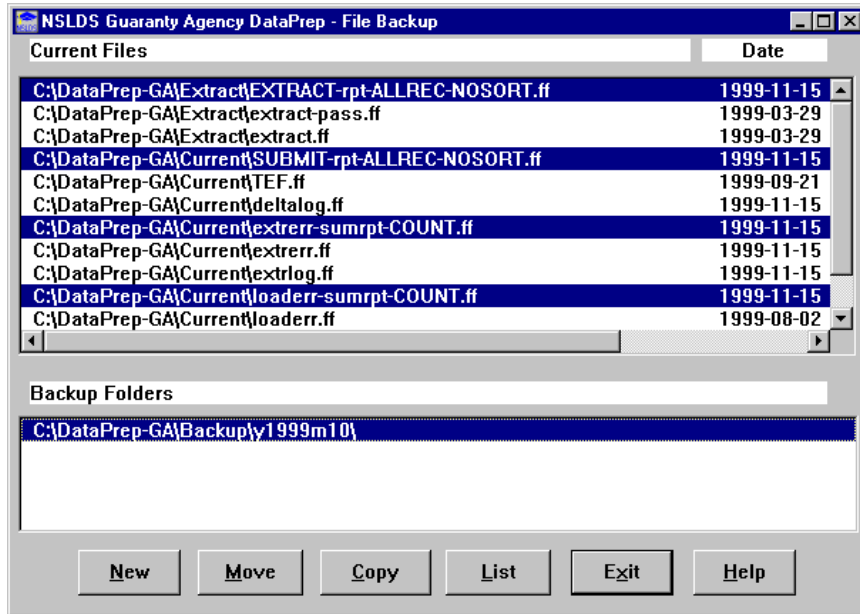 NSLDS Guaranty Agency DataPrep - File Backup
Current Files Date
C:\DataPrep-GA\Extract\EXTRACT-rpt-ALLREC-NOSORT.ff 1999-11-15
C:\DataPrep-GA\Extract\extract-pass.ff 1999-03-29
C:\DataPrep-GA\Extract\extract.ff 1999-03-29
C:\DataPrep-GA\Current\SUBMIT-rpt-ALLREC-NOSORT.ff 1999-11-15
C:\DataPrep-GA\Current\TEF.ff 1999-09-21
C:\DataPrep-GA\Current\deltalog.ff 1999-11-15
C:\DataPrep-GA\Current\extrerr-sumrpt-COUNT.ff 1999-11-15
C:\DataPrep-GA\Current\extrerr.ff 1999-11-15
C:\DataPrep-GA\Current\extrlog.ff 1999-11-15
C:\DataPrep-GA\Current\loaderr-sumrpt-COUNT.ff 1999-11-15
C:\DataPrep-GA\Current\loaderr.ff 1999-08-02
Backup Folders
C:\DataPrep-GA\Backup\y1999m10\
New Move Copy List Exit Help